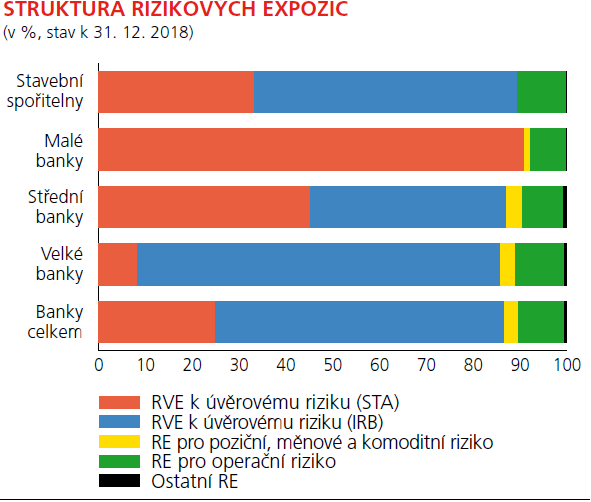 STRUKTURA RIZIKOVÝCH EXPOZIC
(v %, stav k 31. 12. 2018)
Stavební
spořitelny
Malé
banky
Střední
banky
Velké
banky
Banky
celkem
0 10 20 30 40 50 60 70 80 90 100
RVE k úvěrovému riziku (STA)
RVE k úvěrovému riziku (IRB)
RE pro poziční, měnové a komoditní riziko
RE pro operační riziko
Ostatní RE